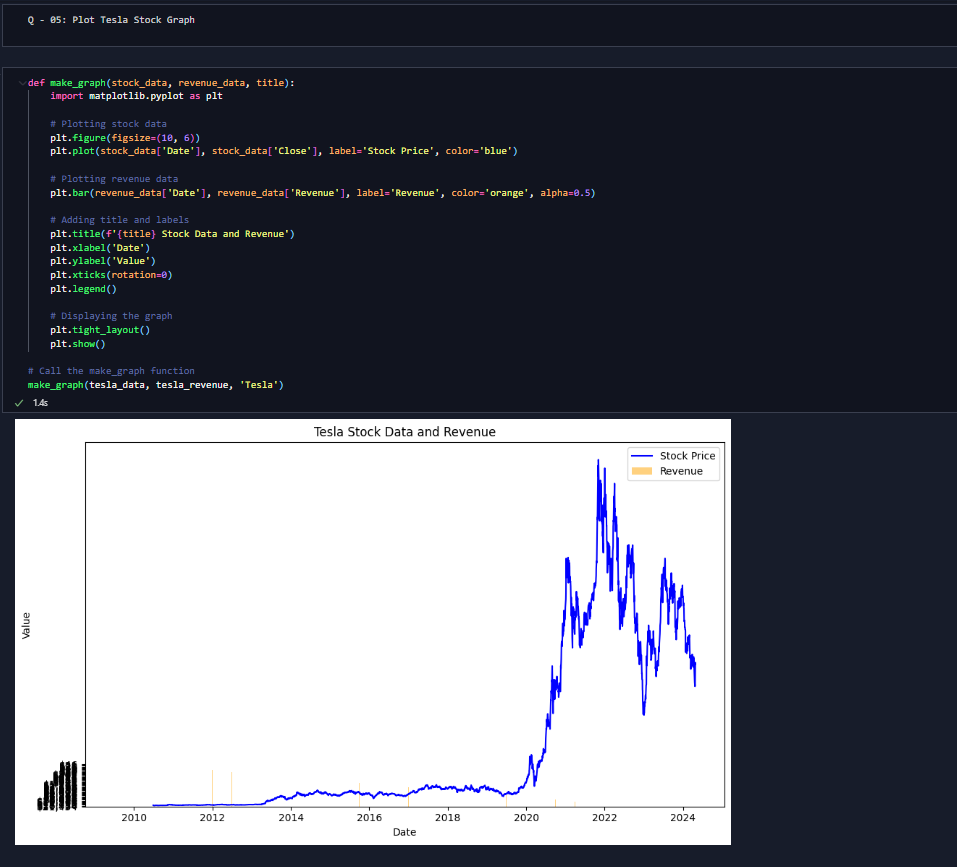 Q - 05: Plot Tesla Stock Graph
def make_graph(stock_data, revenue_data, title):
import matplotlib.pyplot as plt
# Plotting stock data
plt.figure(figsize=(10, 6))
plt.plot(stock_data['Date'], stock_data['Close'], label='Stock Price', color='blue')
# Plotting revenue data
plt.bar(revenue_data['Date'], revenue_data['Revenue'], label='Revenue', color='orange', alpha=0.5)
# Adding title and labels
plt.title(f'{title} Stock Data and Revenue')
plt.xlabel('Date')
plt.ylabel('Value')
plt.xticks(rotation=0)
plt.legend()
# Displaying the graph
plt.tight_layout()
plt.show()
# Call the make_graph function
make_graph(tesla_data, tesla_revenue, 'Tesla')
1.4s
Tesla Stock Data and Revenue
Stock Price
Revenue
Value
2010 2012 2014 2016 2018 2020 2022 2024
Date